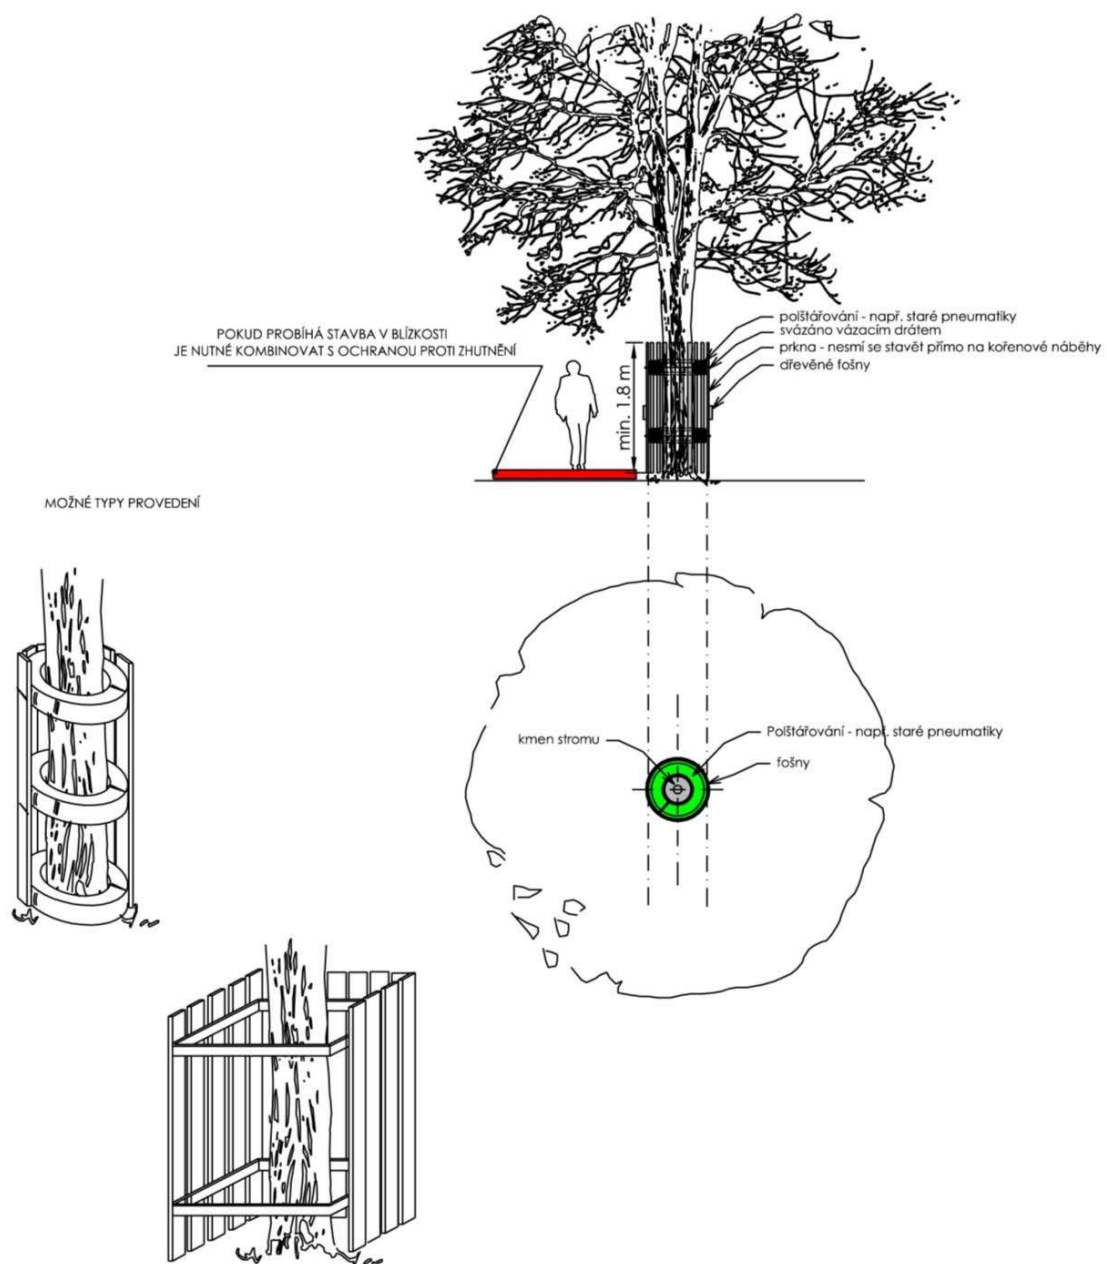 polštářování - např. staré pneumatiky
svázáno vázacím drátem
POKUD PROBÍHÁ STAVBA V BLÍZKOSTI
JE NUTNÉ KOMBINOVAT S OCHRANOU PROTI ZHUTNĚNÍ
prkna - nesmí se stavět přímo na kořenové náběhy
dřevěné fošny
min. 1.8 m
MOŽNÉ TYPY PROVEDENÍ
kmen stromu
Polštářování - např. staré pneumatiky
fošny